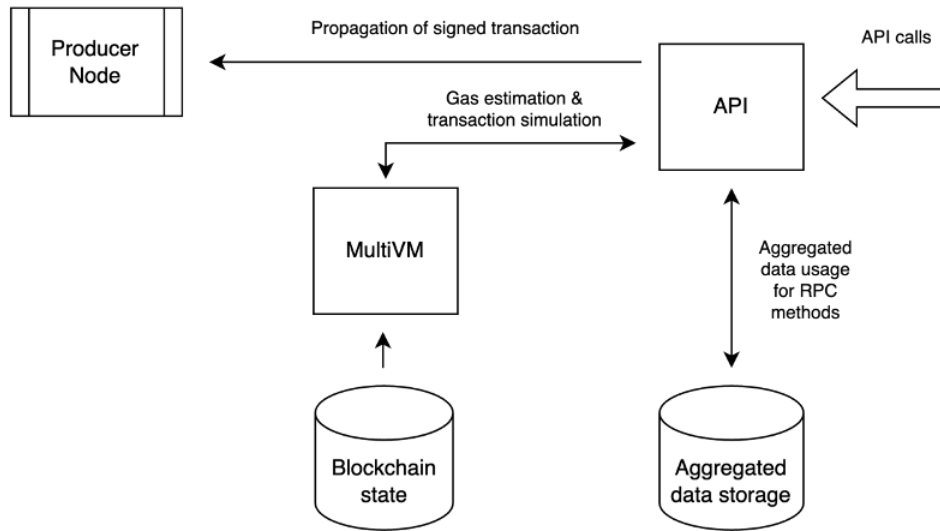 Producer
Node
Propagation of signed transaction
API calls
API
Gas estimation &
transaction simulation
MultiVM
Aggregated
data usage
for RPC
methods
Blockchain
state
Aggregated
data storage